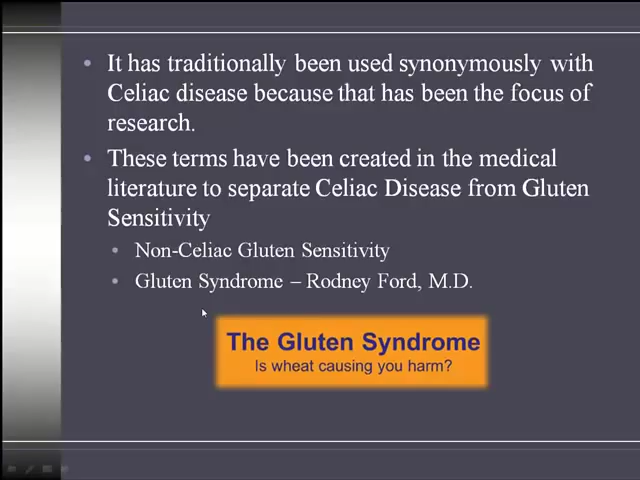 It has traditionally been used synonymously with
Celiac disease because that has been the focus of
research.
These terms have been created in the medical
literature to separate Celiac Disease from Gluten
Sensitivity
Non-Celiac Gluten Sensitivity
Gluten Syndrome – Rodney Ford, M.D.
The Gluten Syndrome
Is wheat causing you harm?